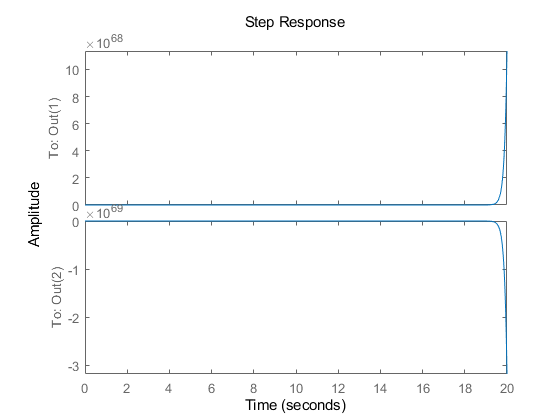 Step Response
×10^68
10
8
6
4
2
0
To: Out(1)
Amplitude
×10^69
0
-1
-2
-3
To: Out(2)
0 2 4 6 8 10 12 14 16 18 20
Time (seconds)